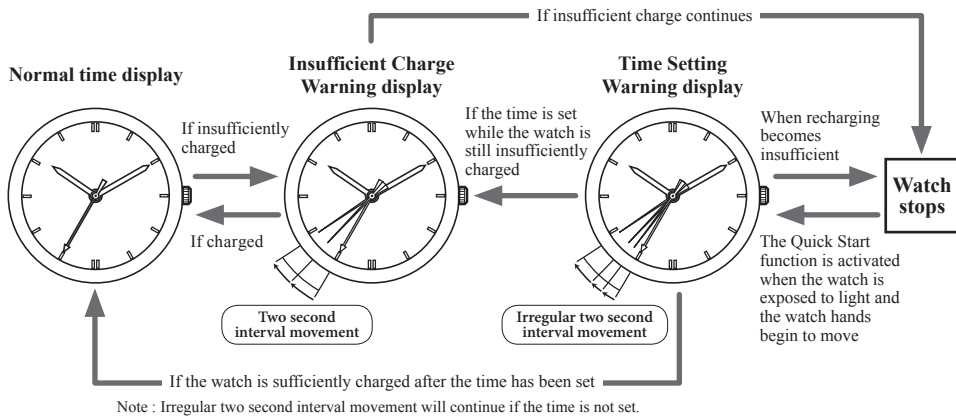 If insufficient charge continues
Normal time display
Insufficient Charge
Warning display
Time Setting
Warning display
If insufficiently
charged
If charged
If the time is set
while the watch is
still insufficiently
charged
When recharging
becomes
insufficient
Watch
stops
The Quick Start
function is activated
when the watch is
exposed to light and
the watch hands
begin to move
Two second
interval movement
Irregular two second
interval movement
If the watch is sufficiently charged after the time has been set
Note : Irregular two second interval movement will continue if the time is not set.